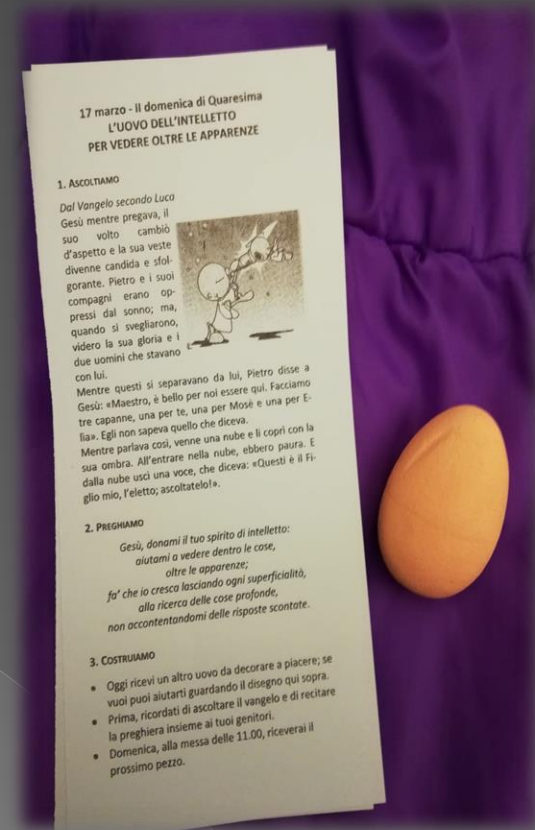 17 marzo - II domenica di Quaresima
L'UOVO DELL'INTELLETTO
PER VEDERE OLTRE LE APPARENZE
1. ASCOLTIAMO
Dal Vangelo secondo Luca
Gesù mentre pregava, il
suo volto cambiò
d'aspetto e la sua veste
divenne candida e sfol-
gorante. Pietro e i suoi
compagni erano op-
pressi dal sonno; ma,
quando si svegliarono,
videro la sua gloria e i
due uomini che stavano
con lui.
Mentre questi si separavano da lui, Pietro disse a
Gesù: «Maestro, è bello per noi essere qui. Facciamo
tre capanne, una per te, una per Mosè e una per E-
lia». Egli non sapeva quello che diceva.
Mentre parlava così, venne una nube e li coprì con la
sua ombra. All'entrare nella nube, ebbero paura. E
dalla nube uscì una voce, che diceva: «Questi è il Fi-
glio mio, l'eletto; ascoltatelo!».
2. PREGHIAMO
Gesù, donami il tuo spirito di intelletto:
aiutami a vedere dentro le cose,
oltre le apparenze;
fa' che io cresca lasciando ogni superficialità,
alla ricerca delle cose profonde,
non accontentandomi delle risposte scontate.
3. COSTRUIAMO
• Oggi ricevi un altro uovo da decorare a piacere; se
vuoi puoi aiutarti guardando il disegno qui sopra.
• Prima, ricordati di ascoltare il vangelo e di recitare
la preghiera insieme ai tuoi genitori.
• Domenica, alla messa delle 11.00, riceverai il
prossimo pezzo.